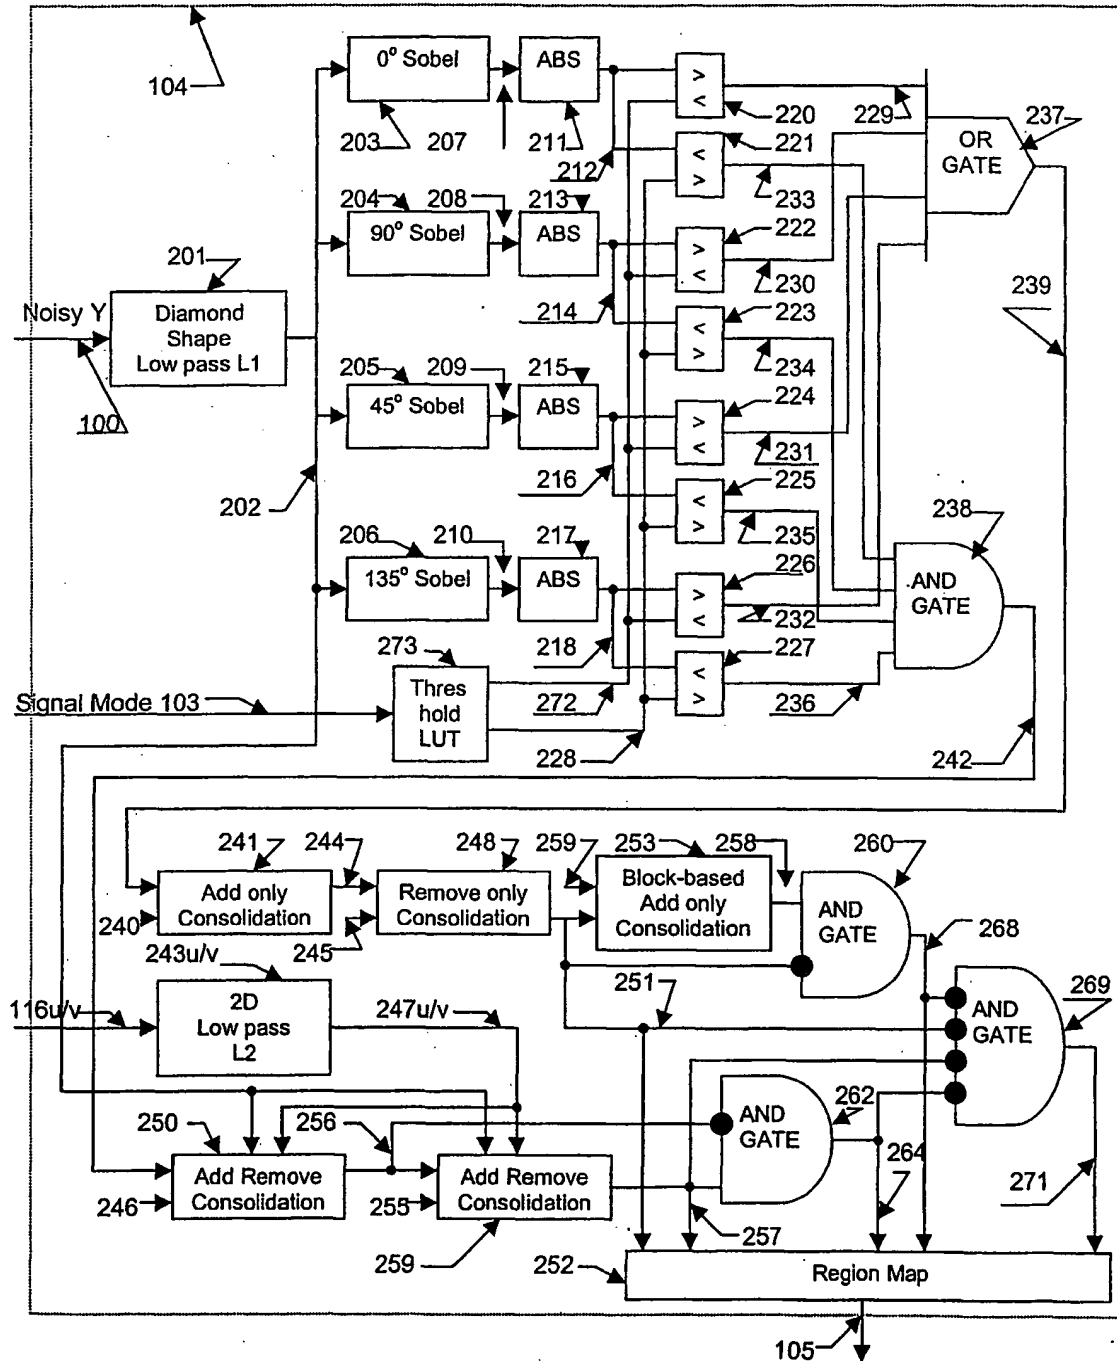 104
0° Sobel
ABS
>
<
203
207
211
212
220
229
237
OR
GATE
<
>
221
233
204
208
213
90° Sobel
ABS
>
<
222
230
214
201
Noisy Y
Diamond
Shape
Low pass L1
100
<
>
223
234
239
205
209
215
45° Sobel
ABS
>
<
224
231
216
202
<
>
225
235
238
AND
GATE
206
210
217
135° Sobel
ABS
>
<
226
232
218
273
<
>
227
236
Signal Mode 103
Thres
hold
LUT
272
228
242
241
244
248
259
253
258
260
Add only
Consolidation
Remove only
Consolidation
Block-based
Add only
Consolidation
AND
GATE
240
245
268
243u/v
251
269
116u/v
2D
Low pass
L2
247u/v
AND
GATE
250
256
262
AND
GATE
Add Remove
Consolidation
Add Remove
Consolidation
264
246
255
271
257
259
252
Region Map
105